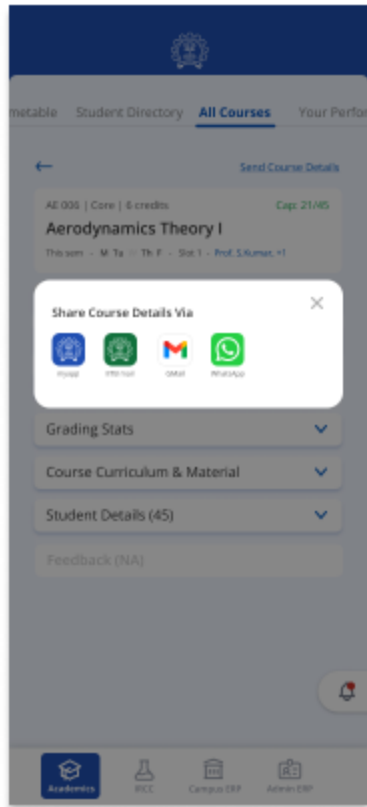 metable Student Directory All Courses Your Perfor
Send Course Details
AE 006 | Core | 6 credits Cap: 21/45
Aerodynamics Theory I
This sem - M Tu W Th F - Slot 1 - Prof. S.Kumar, +1
Share Course Details Via
GMail WhatsApp
Grading Stats
Course Curriculum & Material
Student Details (45)
Feedback (NA)
Academics Campus ERP Admin ERP